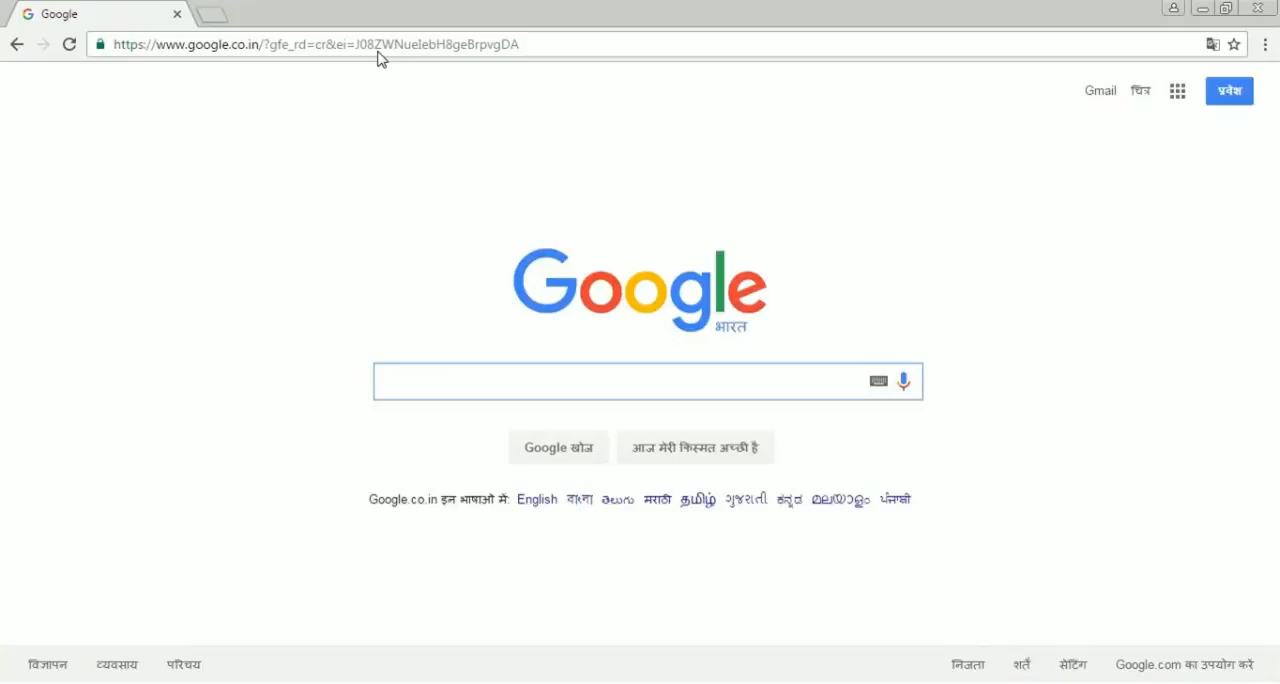 Google
https://www.google.co.in/?gfe_rd=cr&ei=J08ZWNueIebH8geBrpvgDA
Gmail चित्र प्रवेश
Google
भारत
Google खोज आज मेरी किस्मत अच्छी है
Google.co.in इन भाषाओं में: English বাংলা తెలుగు मराठी தமிழ் ગુજરાતી ಕನ್ನಡ മലയാളം ਪੰਜਾਬੀ
विज्ञापन व्यवसाय परिचय निजता शर्तें सेटिंग Google.com का उपयोग करें